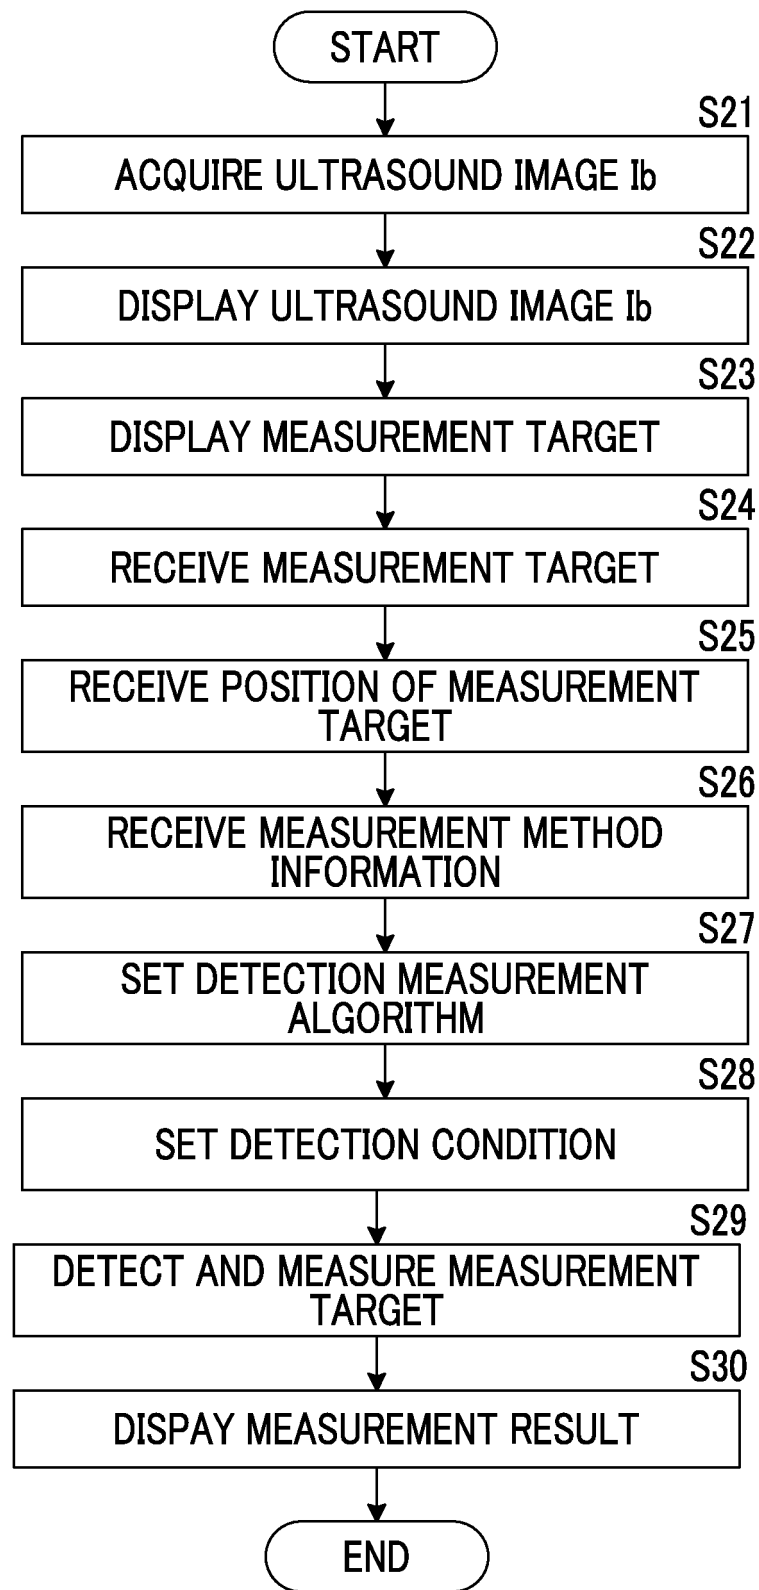 START
S21
ACQUIRE ULTRASOUND IMAGE Ib
S22
DISPLAY ULTRASOUND IMAGE Ib
S23
DISPLAY MEASUREMENT TARGET
S24
RECEIVE MEASUREMENT TARGET
S25
RECEIVE POSITION OF MEASUREMENT
TARGET
S26
RECEIVE MEASUREMENT METHOD
INFORMATION
S27
SET DETECTION MEASUREMENT
ALGORITHM
S28
SET DETECTION CONDITION
S29
DETECT AND MEASURE MEASUREMENT
TARGET
S30
DISPAY MEASUREMENT RESULT
END